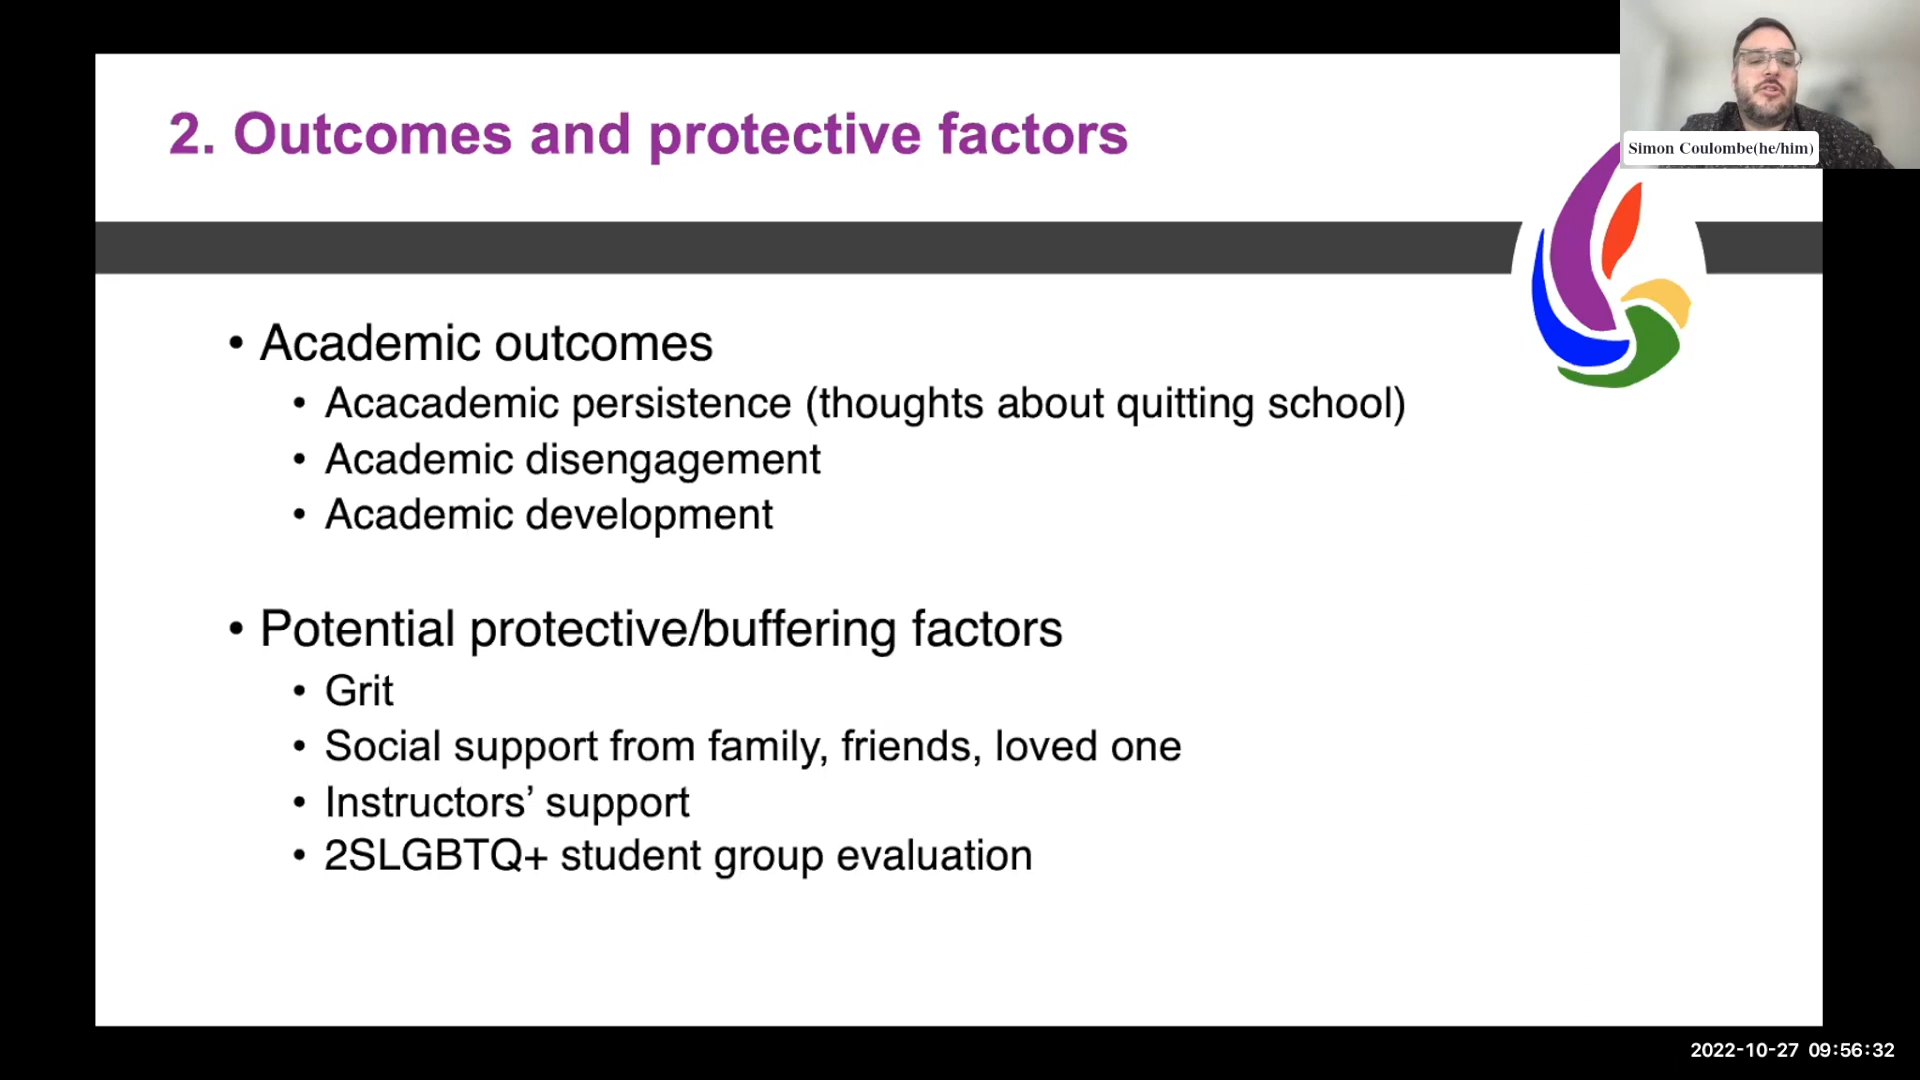 2. Outcomes and protective factors
Simon Coulombe(he/him)
• Academic outcomes
• Acacademic persistence (thoughts about quitting school)
• Academic disengagement
• Academic development
• Potential protective/buffering factors
• Grit
• Social support from family, friends, loved one
• Instructors’ support
• 2SLGBTQ+ student group evaluation
2022-10-27 09:56:32